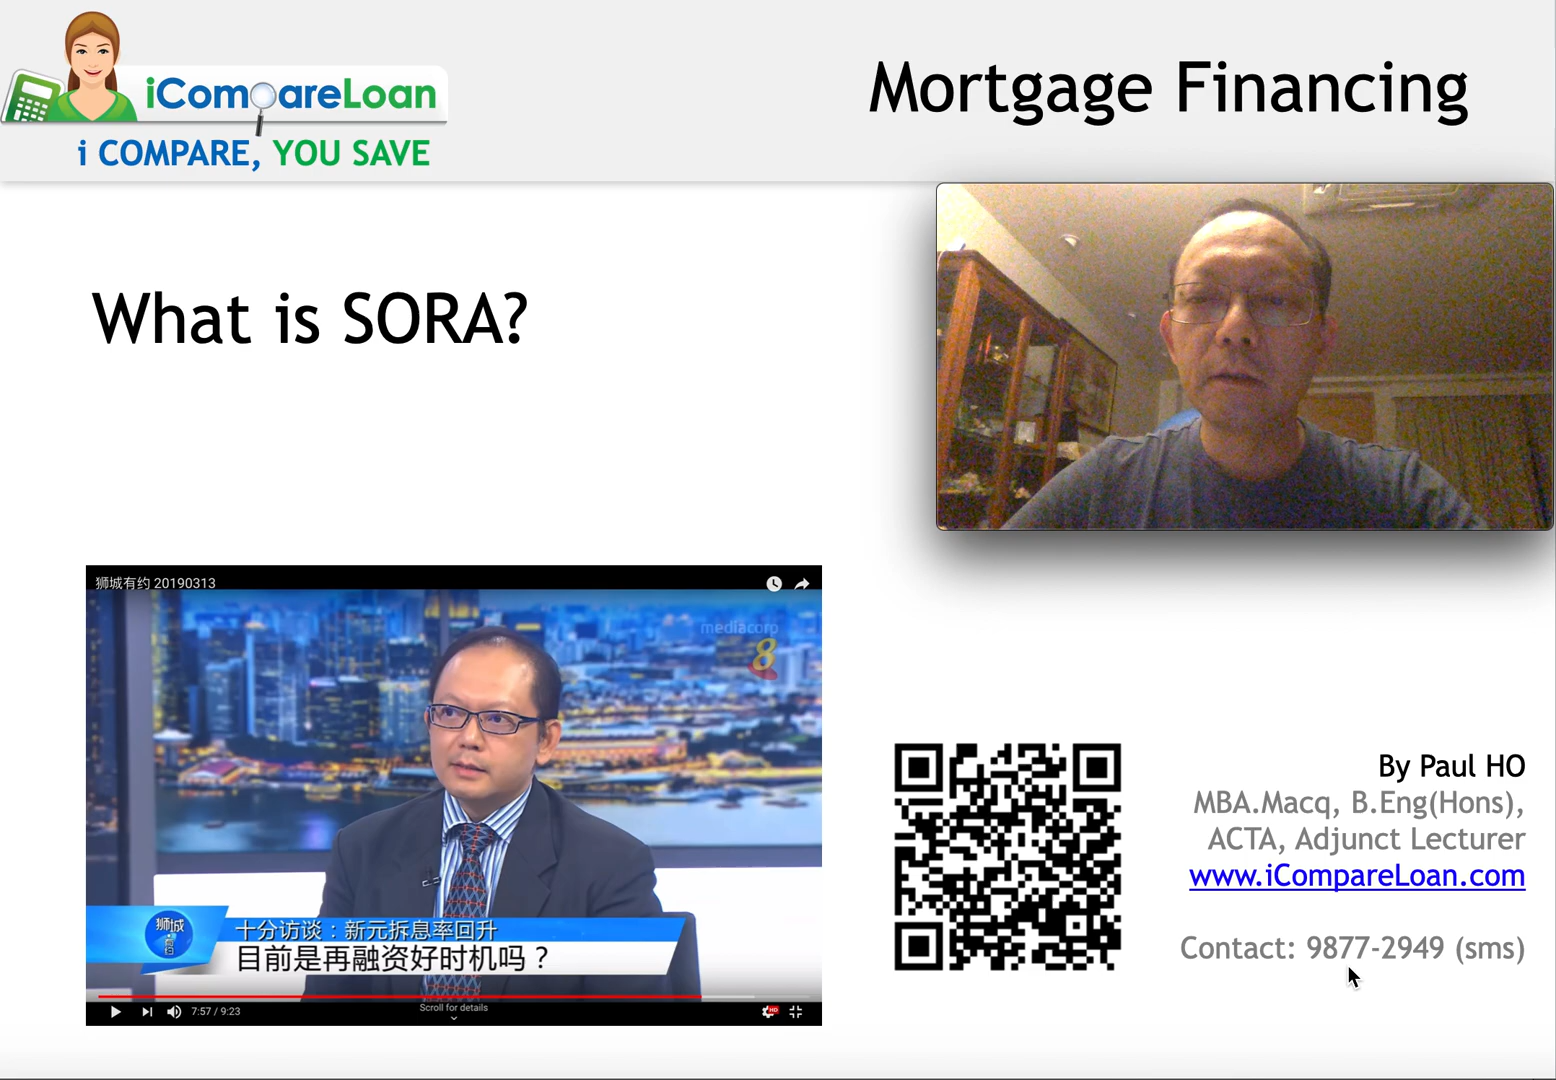 iCompareLoan
i COMPARE, YOU SAVE
Mortgage Financing
What is SORA?
狮城有约 20190313
mediacorp
8
狮城
有约
十分访谈：新元拆息率回升
目前是再融资好时机吗？
7:57 / 9:23
Scroll for details
HD
By Paul HO
MBA.Macq, B.Eng(Hons),
ACTA, Adjunct Lecturer
www.iCompareLoan.com
Contact: 9877-2949 (sms)